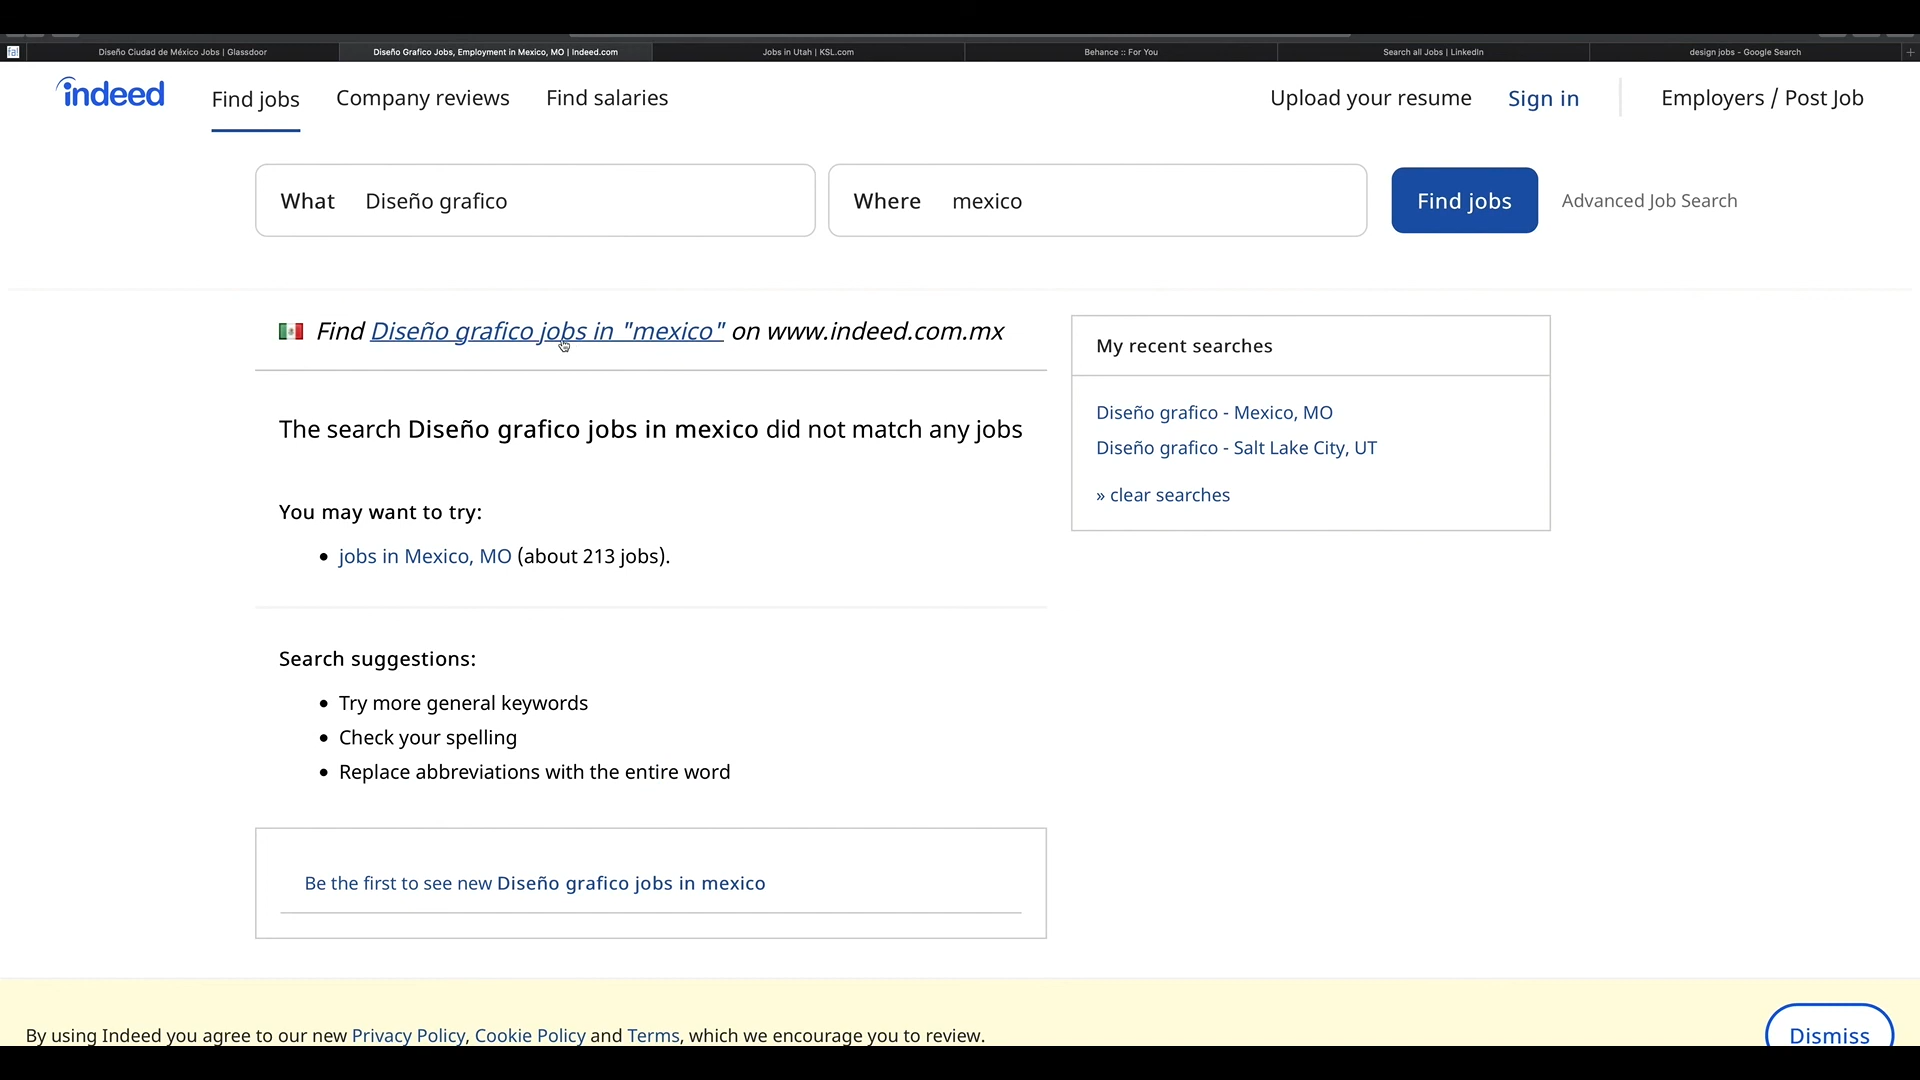 Diseño Ciudad de México Jobs | Glassdoor
Diseño Grafico Jobs, Employment in Mexico, MO | Indeed.com
Jobs in Utah | KSL.com
Behance :: For You
Search all Jobs | LinkedIn
design jobs - Google Search
indeed
Find jobs
Company reviews
Find salaries
Upload your resume
Sign in
Employers / Post Job
What Diseño grafico
Where mexico
Find jobs
Advanced Job Search
Find Diseño grafico jobs in "mexico" on www.indeed.com.mx
The search Diseño grafico jobs in mexico did not match any jobs
You may want to try:
jobs in Mexico, MO (about 213 jobs).
Search suggestions:
Try more general keywords
Check your spelling
Replace abbreviations with the entire word
Be the first to see new Diseño grafico jobs in mexico
My recent searches
Diseño grafico - Mexico, MO
Diseño grafico - Salt Lake City, UT
» clear searches
By using Indeed you agree to our new Privacy Policy, Cookie Policy and Terms, which we encourage you to review.
Dismiss